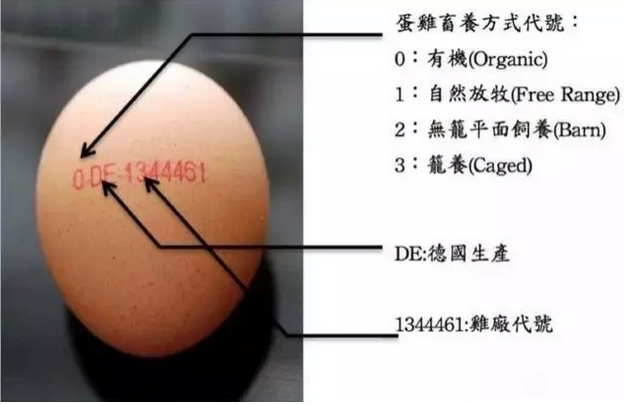 蛋雞畜養方式代號：
0：有機(Organic)
1：自然放牧(Free Range)
2：無籠平面飼養(Barn)
3：籠養(Caged)
0 DE-1344461
DE:德國生產
1344461:雞廠代號